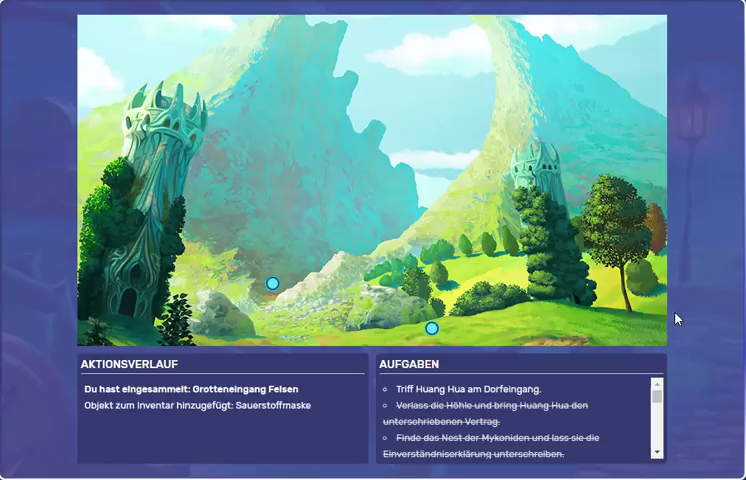 AKTIONSVERLAUF
Du hast eingesammelt: Grotteneingang Felsen
Objekt zum Inventar hinzugefügt: Sauerstoffmaske
AUFGABEN
Triff Huang Hua am Dorfeingang.
Verlass die Höhle und bring Huang Hua den
unterschriebenen Vertrag.
Finde das Nest der Mykoniden und lass sie die
Einverständniserklärung unterschreiben.